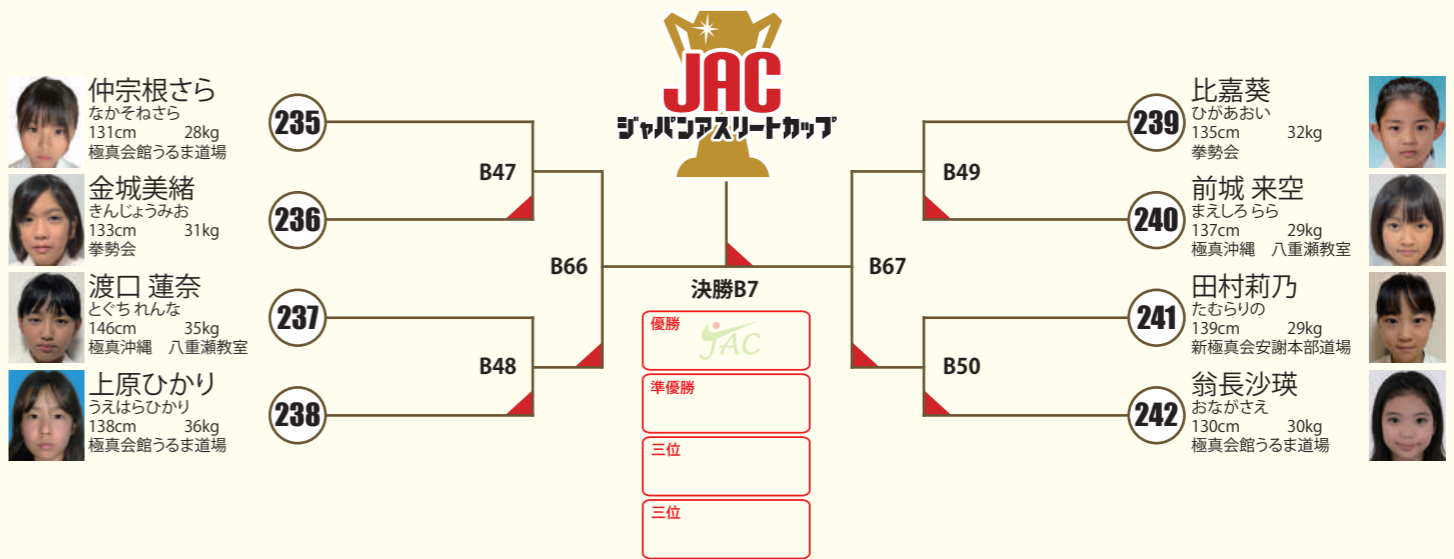 JAC
ジャパンアスリートカップ
235
仲宗根さら
なかそねさら
131cm 28kg
極真会館うるま道場
236
金城美緒
きんじょうみお
133cm 31kg
拳勢会
237
渡口 蓮奈
とぐち れんな
146cm 35kg
極真沖縄 八重瀬教室
238
上原ひかり
うえはらひかり
138cm 36kg
極真会館うるま道場
B47
B48
B66
決勝B7
優勝
JAC
準優勝
三位
三位
B67
B49
B50
239
比嘉葵
ひがあおい
135cm 32kg
拳勢会
240
前城 来空
まえしろ らら
137cm 29kg
極真沖縄 八重瀬教室
241
田村莉乃
たむらりの
139cm 29kg
新極真会安謝本部道場
242
翁長沙瑛
おながさえ
130cm 30kg
極真会館うるま道場